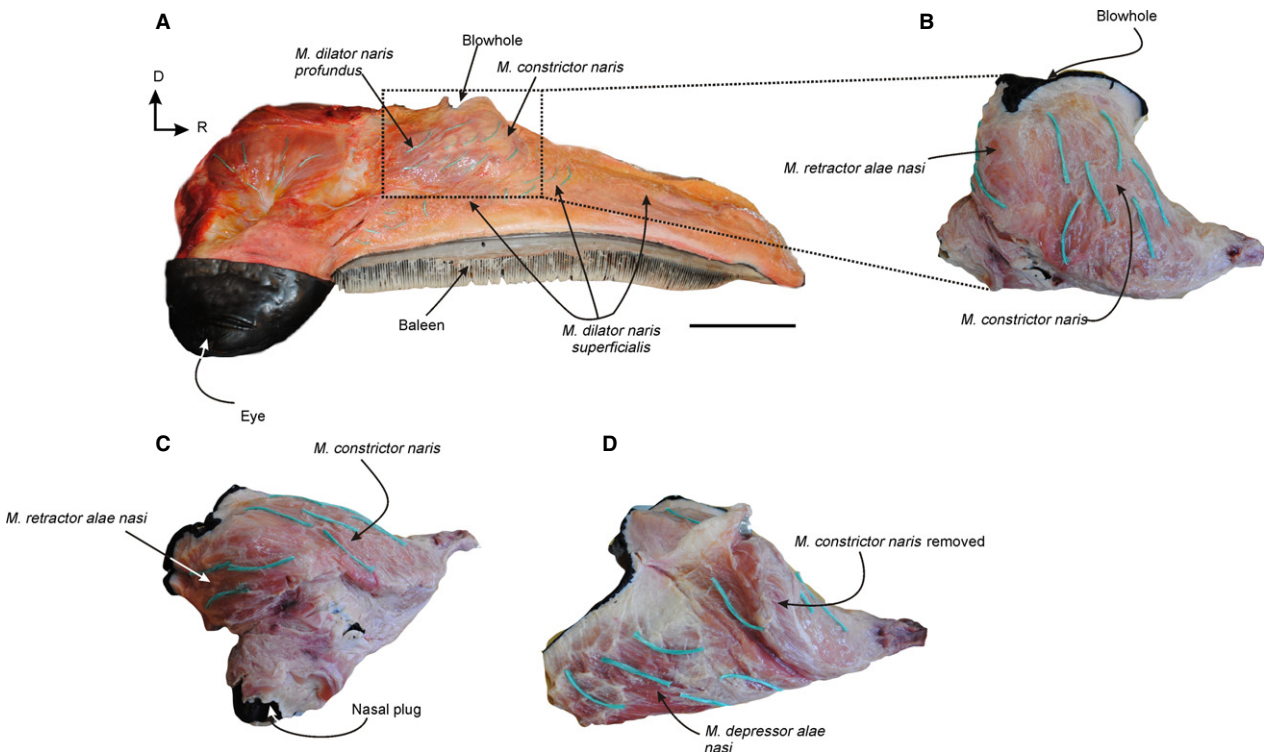 A
D
R
M. dilator naris
profundus
Blowhole
M. constrictor naris
Baleen
M. dilator naris
superficialis
Eye
B
Blowhole
M. retractor alae nasi
M. constrictor naris
C
M. constrictor naris
M. retractor alae nasi
Nasal plug
D
M. constrictor naris removed
M. depressor alae
nasi